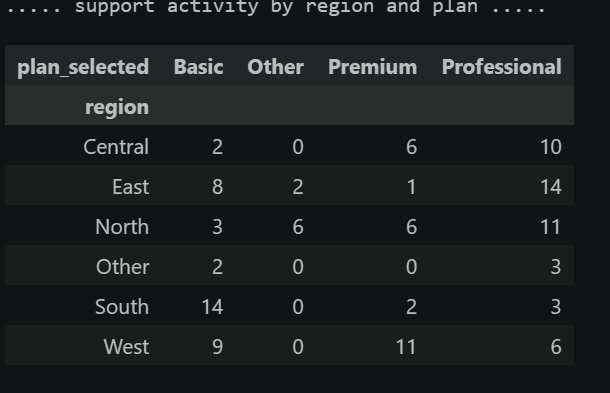 ..... support activity by region and plan .....
plan_selected Basic Other Premium Professional
region
Central 2 0 6 10
East 8 2 1 14
North 3 6 6 11
Other 2 0 0 3
South 14 0 2 3
West 9 0 11 6